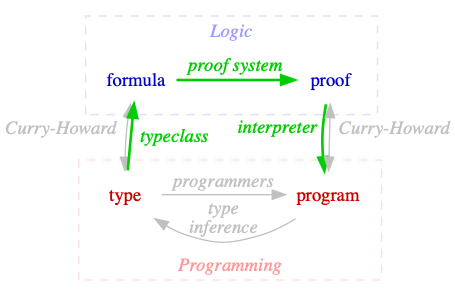 Logic
proof system
formula
proof
Curry-Howard
typeclass
interpreter
Curry-Howard
programmers
type
program
type
inference
Programming